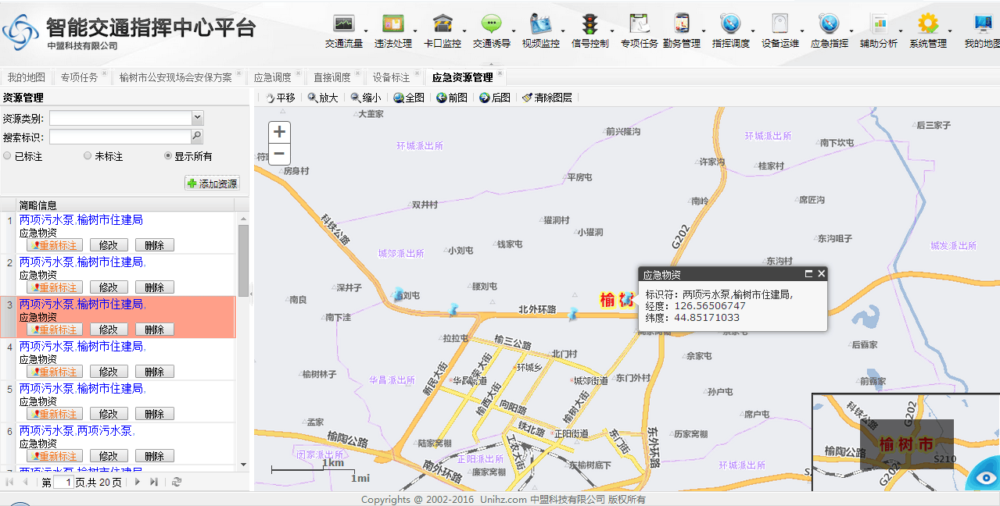 智能交通指挥中心平台
中盟科技有限公司
交通流量 违法处理 卡口监控 交通诱导 视频监控 信号控制 专项任务 勤务管理 指挥调度 设备运维 应急指挥 辅助分析 系统管理 我的地图
我的地图 专项任务 榆树市公安现场会安保方案 应急调度 直接调度 设备标注 应急资源管理
资源管理
平移 放大 缩小 全图 前图 后图 清除图层
资源类别:
搜索标识:
已标注 未标注 显示所有
添加资源
简略信息
1 两项污水泵,榆树市住建局
应急物资
重新标注 修改 删除
2 两项污水泵,榆树市住建局,
应急物资
重新标注 修改 删除
3 两项污水泵,榆树市住建局,
应急物资
重新标注 修改 删除
4 两项污水泵,榆树市住建局,
应急物资
重新标注 修改 删除
5 两项污水泵,榆树市住建局,
应急物资
重新标注 修改 删除
6 两项污水泵,两项污水泵,
应急物资
重新标注 修改 删除
第 1 页,共 20 页
+
−
大董家
前兴隆沟
后三家子
环城派出所
环城派出所
南下坎屯
房身村
许家沟
桂家村
平房屯
双井村
南岭
席匠沟
獾洞村
小獾洞
科铁公路
G202
东沟咀子
钱家屯
小刘屯
城郊派出所
城发派出所
东沟村
腰刘屯
深井子
南良
榆树
北外环路
南下洼
应急物资
标识符: 两项污水泵,榆树市住建局,
经度: 126.56506747
纬度: 44.85171033
拉拉屯
榆三公路
北门村
后霸家
佘家屯
环城乡
新民大街
繁荣大街
榆树林子
华昌派出所
城郊街道
东门外村
前霸家
榆西大街
向阳路
榆树大街
孙户屯
席户屯
孟家
铁北路
正阳街道
历家窝棚
榆陶公路
陆家窝棚
东门街
东外环路
闵家派出所
正阳派出所
工农大街
南外环路
廉家窝棚
东榆树底下
环城派出所
1km
1mi
科铁公路
G202
榆树市
榆陶公路
S210
G202
Copyrights @ 2002-2016 Unihz.com 中盟科技有限公司 版权所有